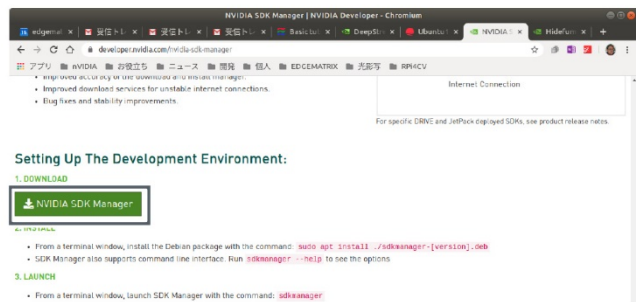 NVIDIA SDK Manager | NVIDIA Developer - Chromium
edgemat
受信トレ
受信トレ
受信トレ
Basic tut
DeepStre
Ubuntu 1
NVIDIA S
Hidefum
developer.nvidia.com/nvidia-sdk-manager
アプリ nVIDIA お役立ち ニュース 開発 個人 EDGEMATRIX 光部写 RPi4CV
Improved accuracy of the download and install manager.
Improved download services for unstable internet connections.
Bug fixes and stability improvements.
Internet Connection
For specific DRIVE and JetPack deployed SDKs, see product release notes.
Setting Up The Development Environment:
1. DOWNLOAD
NVIDIA SDK Manager
2. INSTALL
From a terminal window, install the Debian package with the command: sudo apt install ./sdkmanager-[version].deb
SDK Manager also supports command line interface. Run sdkmanager --help to see the options
3. LAUNCH
From a terminal window, launch SDK Manager with the command: sdkmanager